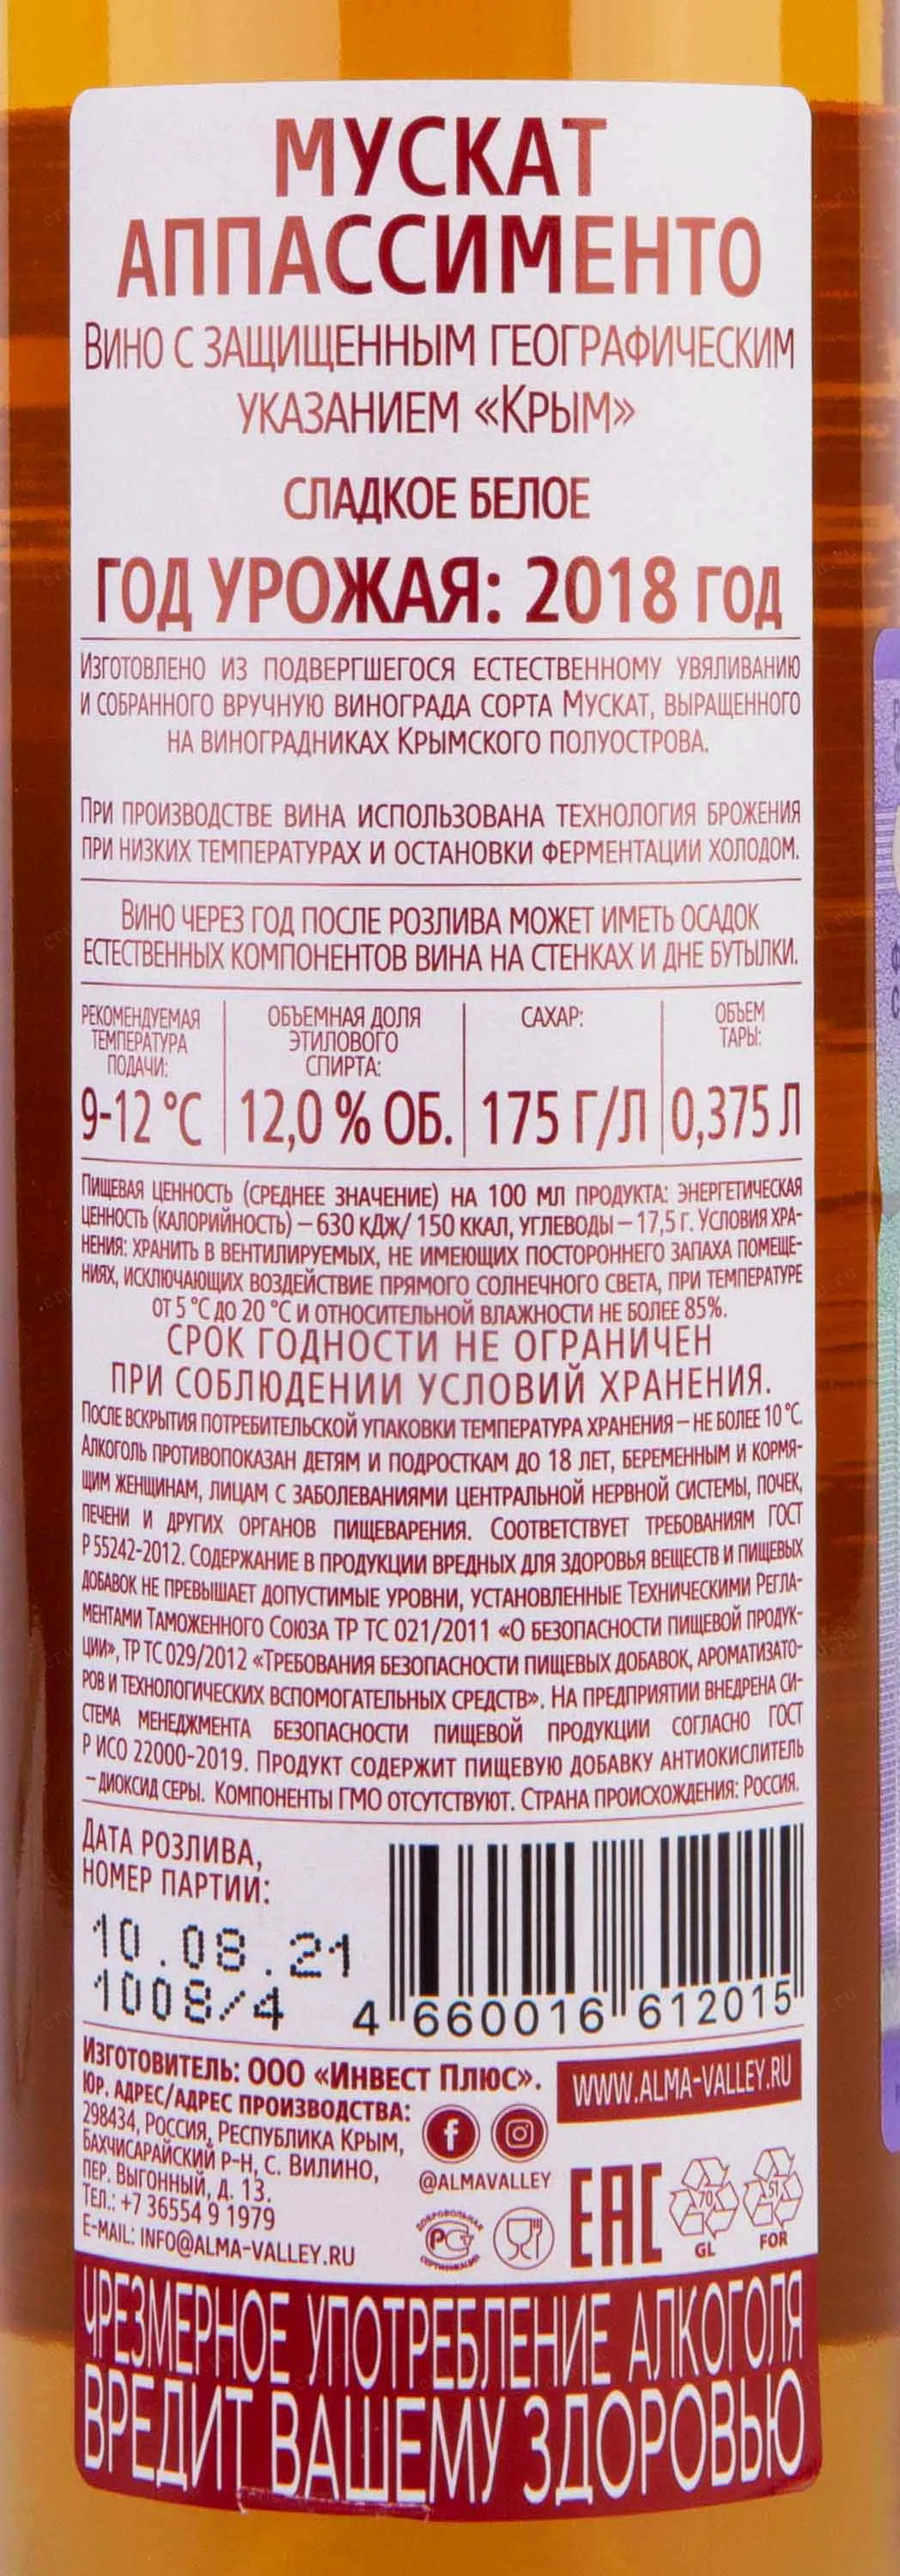 МУСКАТ
АППАССИМЕНТО
Вино с защищенным географическим
указанием «Крым»
сладкое белое
ГОД УРОЖАЯ: 2018 год
Изготовлено из подвергшегося естественному увяливанию
и собранного вручную винограда сорта Мускат, выращенного
на виноградниках Крымского полуострова.
При производстве вина использована технология брожения
при низких температурах и остановки ферментации холодом.
Вино через год после розлива может иметь осадок
естественных компонентов вина на стенках и дне бутылки.
РЕКОМЕНДУЕМАЯ
ТЕМПЕРАТУРА
ПОДАЧИ:
9-12 °С
ОБЪЕМНАЯ ДОЛЯ
ЭТИЛОВОГО
СПИРТА:
12,0 % ОБ.
САХАР:
175 Г/Л
ОБЪЕМ
ТАРЫ:
0,375 Л
Пищевая ценность (среднее значение) на 100 мл продукта: энергетическая
ценность (калорийность) – 630 кДж/ 150 ккал, углеводы – 17,5 г. Условия хра-
нения: хранить в вентилируемых, не имеющих постороннего запаха помеще-
ниях, исключающих воздействие прямого солнечного света, при температуре
от 5 °С до 20 °С и относительной влажности не более 85%.
СРОК ГОДНОСТИ НЕ ОГРАНИЧЕН
ПРИ СОБЛЮДЕНИИ УСЛОВИЙ ХРАНЕНИЯ.
После вскрытия потребительской упаковки температура хранения – не более 10 °С.
Алкоголь противопоказан детям и подросткам до 18 лет, беременным и кормя-
щим женщинам, лицам с заболеваниями центральной нервной системы, почек,
печени и других органов пищеварения. Соответствует требованиям ГОСТ
Р 55242-2012. Содержание в продукции вредных для здоровья веществ и пищевых
добавок не превышает допустимые уровни, установленные Техническими Регла-
ментами Таможенного Союза ТР ТС 021/2011 «О безопасности пищевой продук-
ции», ТР ТС 029/2012 «Требования безопасности пищевых добавок, ароматизато-
ров и технологических вспомогательных средств». На предприятии внедрена си-
стема менеджмента безопасности пищевой продукции согласно ГОСТ
Р ИСО 22000-2019. Продукт содержит пищевую добавку антиокислитель
– диоксид серы. Компоненты ГМО отсутствуют. Страна происхождения: Россия.
Дата розлива,
номер партии:
10.08.21
1008/4
4 660016 612015
Изготовитель: ООО «Инвест Плюс».
Юр. адрес/адрес производства:
298434, Россия, Республика Крым,
Бахчисарайский р-н, с. Вилино,
пер. Выгонный, д. 13.
Тел.: +7 36554 9 1979
E-mail: INFO@ALMA-VALLEY.RU
WWW.ALMA-VALLEY.RU
@ALMAVALLEY
ДОБРОВОЛЬНАЯ
РСТ
СЕРТИФИКАЦИЯ
ЕАС
70
GL
51
FOR
ЧРЕЗМЕРНОЕ УПОТРЕБЛЕНИЕ АЛКОГОЛЯ
ВРЕДИТ ВАШЕМУ ЗДОРОВЬЮ